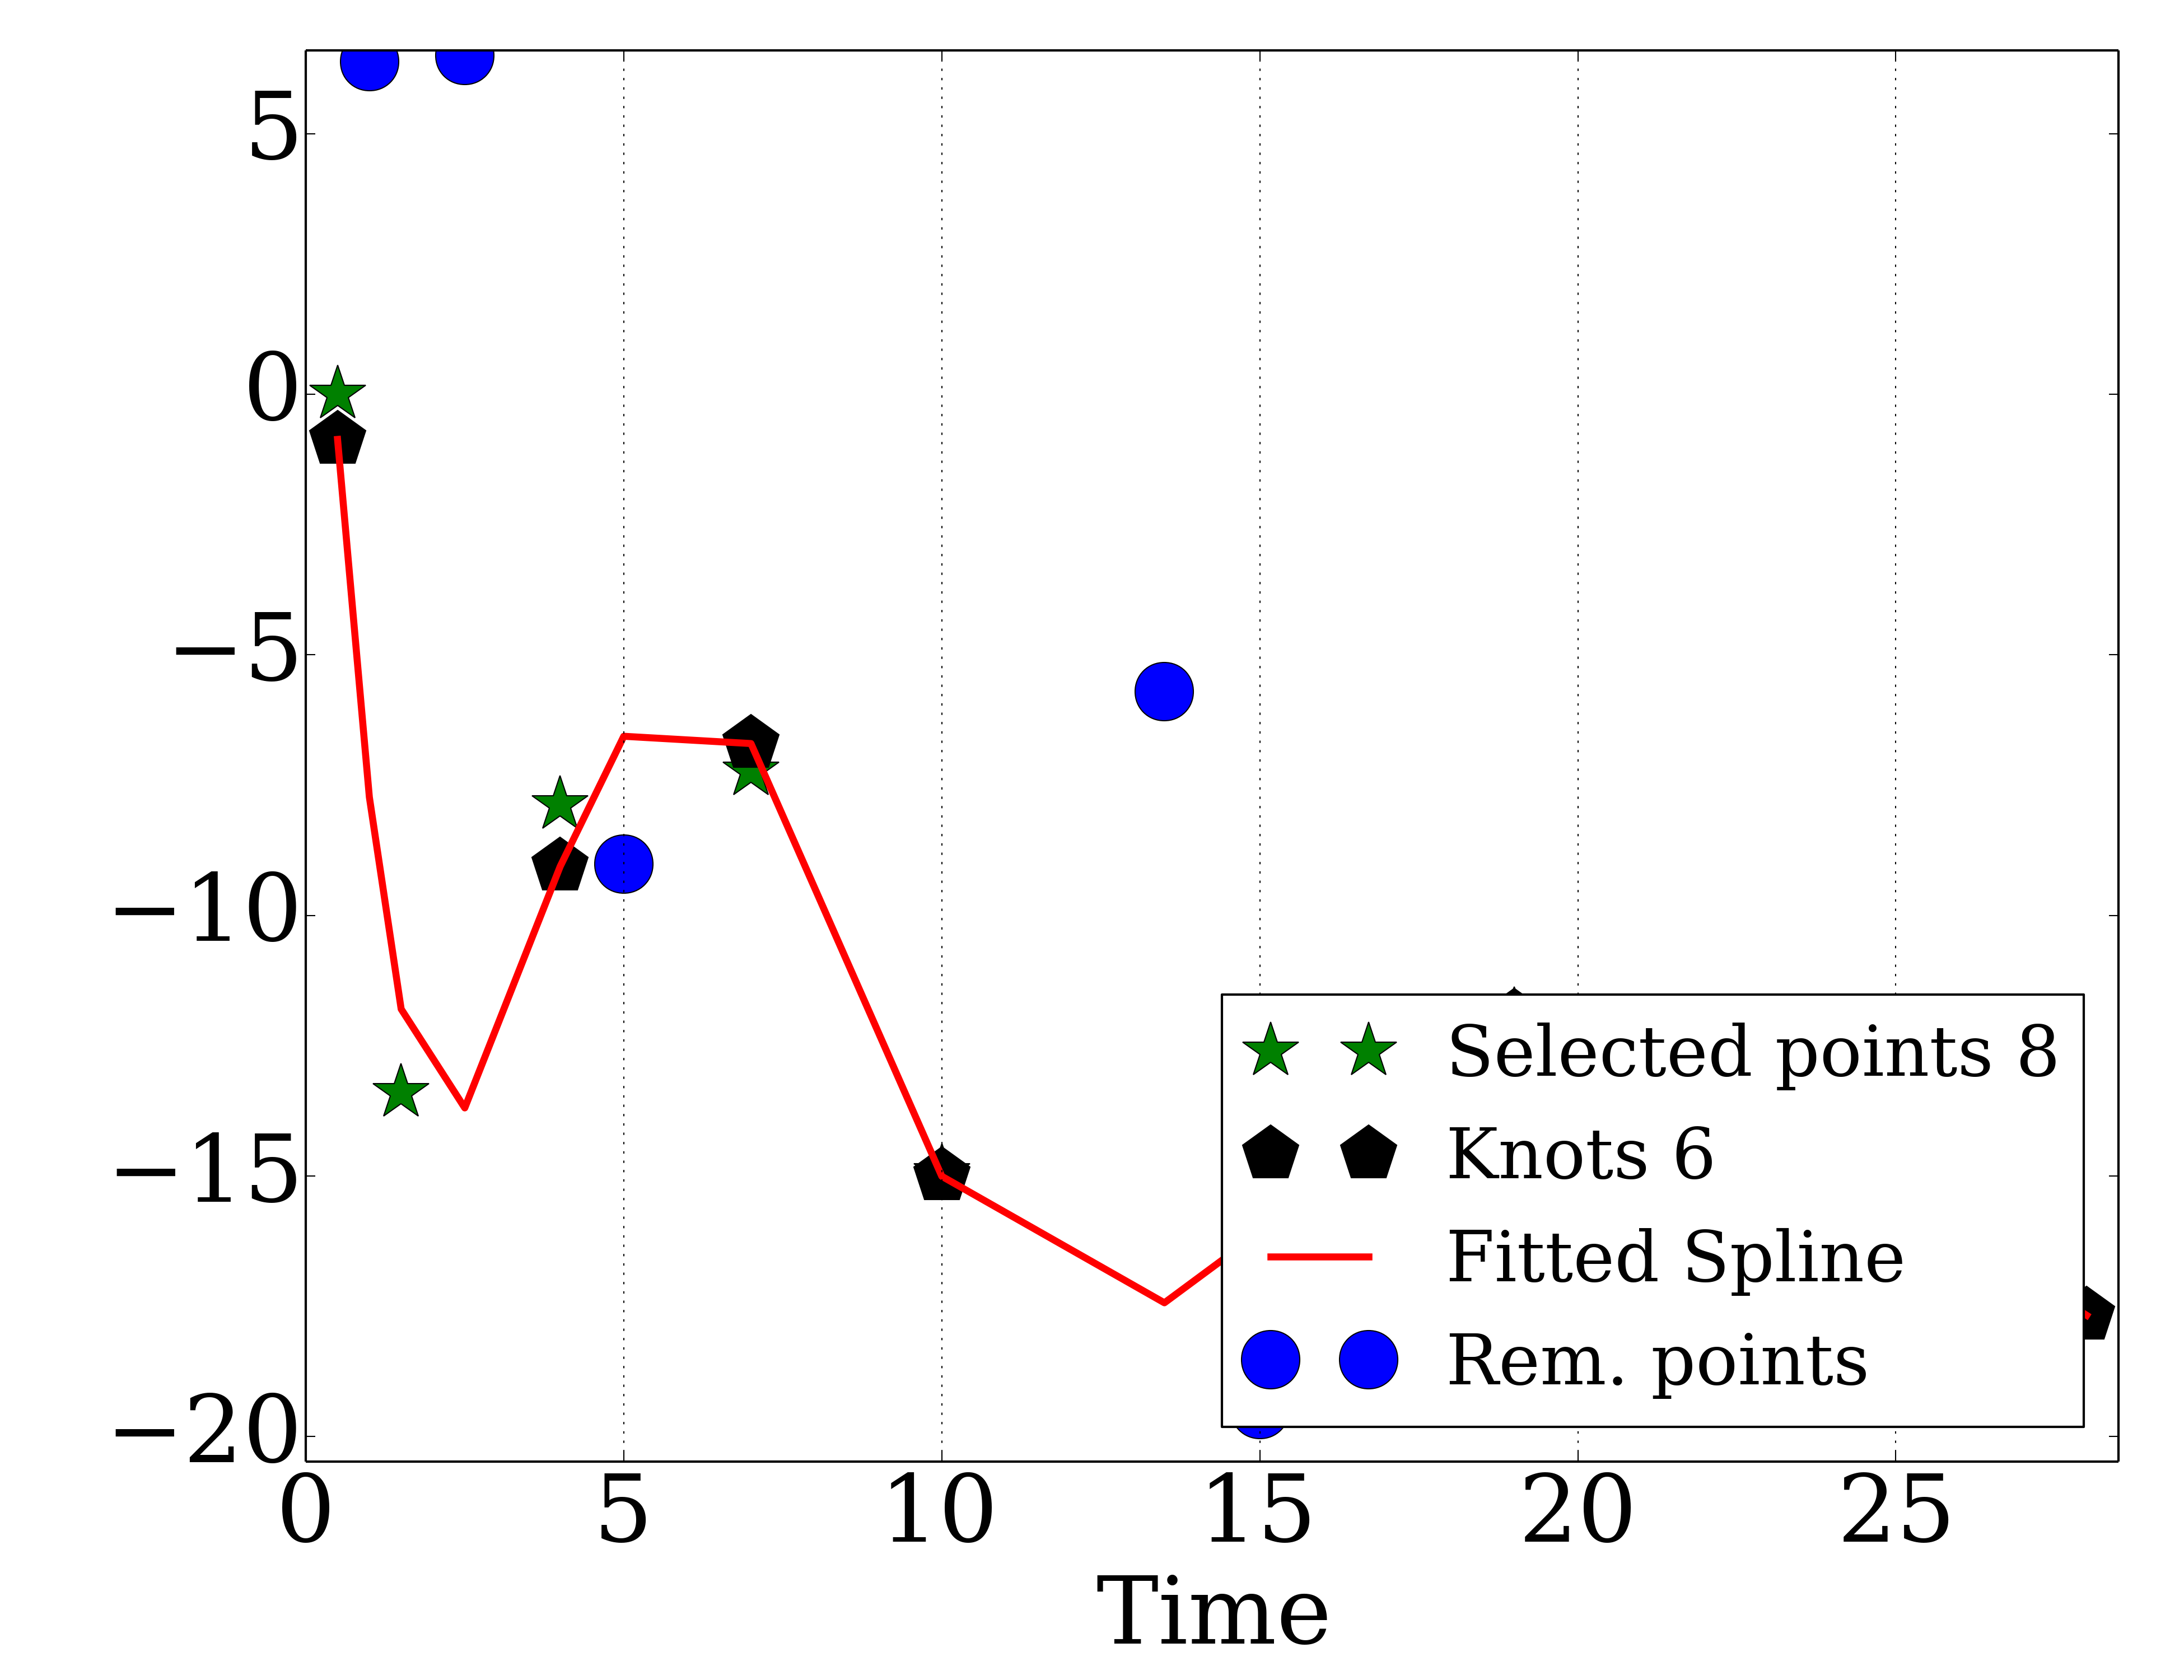 5
0
−5
−10
−15
−20
0 5 10 15 20 25
Time
Selected points 8
Knots 6
Fitted Spline
Rem. points